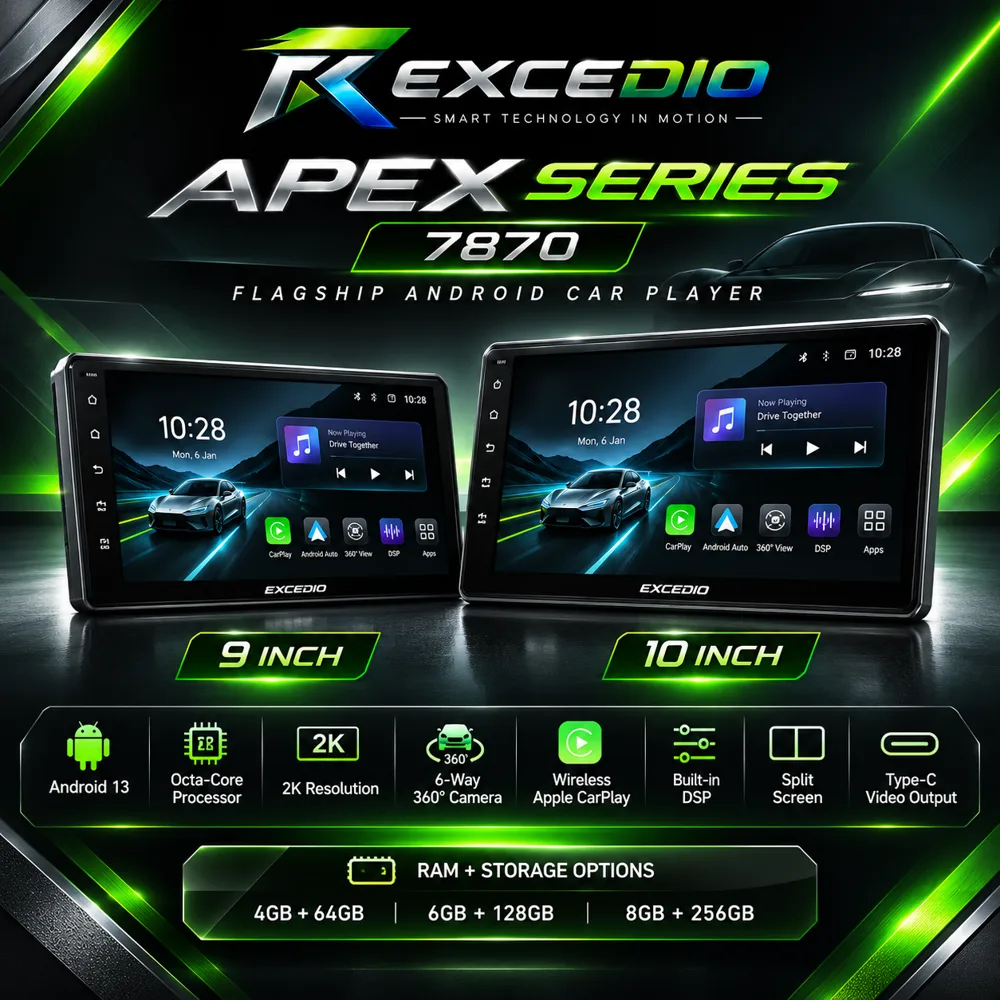 EXCEDIO
SMART TECHNOLOGY IN MOTION
APEX SERIES
7870
FLAGSHIP ANDROID CAR PLAYER
10:28
10:28
Mon, 6 Jan
Now Playing
Drive Together
CarPlay
Android Auto
360° View
DSP
Apps
EXCEDIO
10:28
10:28
Mon, 6 Jan
Now Playing
Drive Together
CarPlay
Android Auto
360° View
DSP
Apps
EXCEDIO
9 INCH
10 INCH
Android 13
Octa-Core
Processor
2K
2K Resolution
360°
6-Way
360° Camera
Wireless
Apple CarPlay
Built-in
DSP
Split
Screen
Type-C
Video Output
RAM + STORAGE OPTIONS
4GB + 64GB
6GB + 128GB
8GB + 256GB